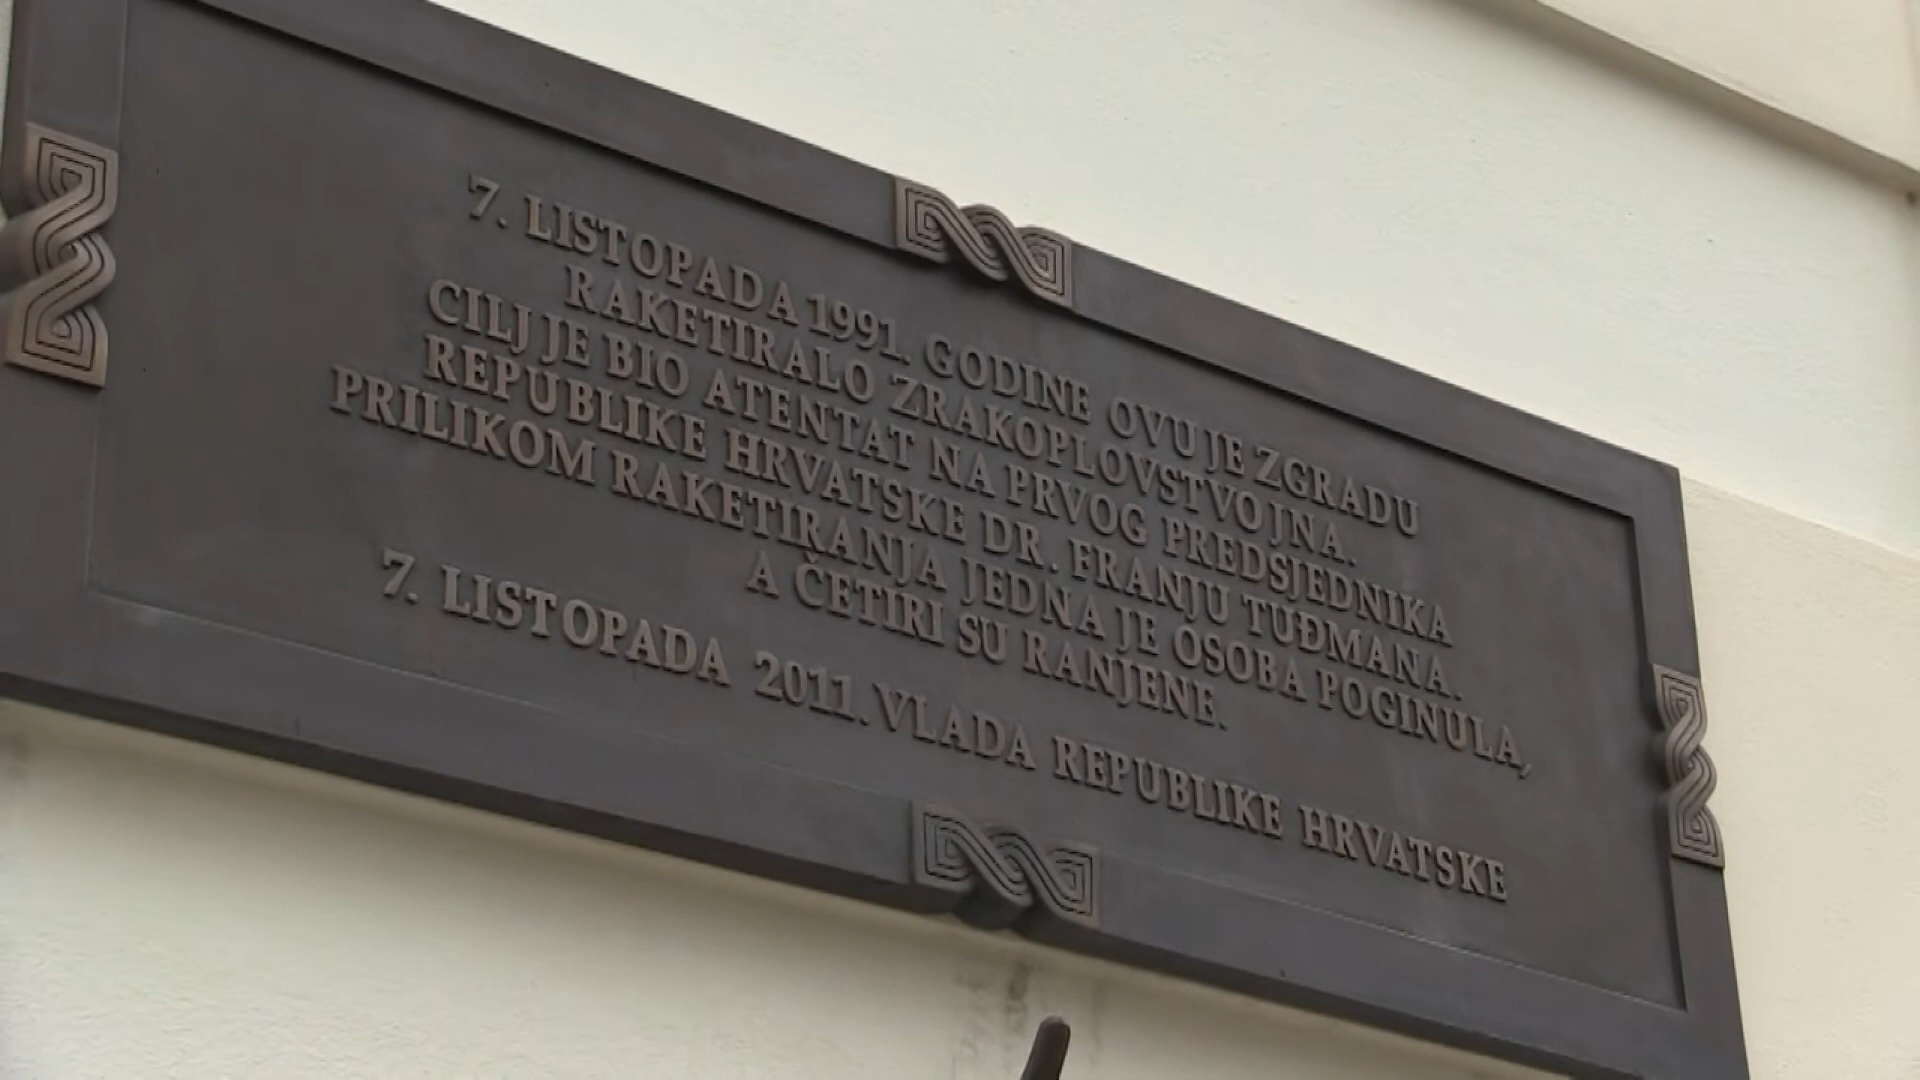 7. LISTOPADA 1991. GODINE OVU JE ZGRADU
RAKETIRALO ZRAKOPLOVSTVO JNA.
CILJ JE BIO ATENTAT NA PRVOG PREDSJEDNIKA
REPUBLIKE HRVATSKE DR. FRANJU TUĐMANA.
PRILIKOM RAKETIRANJA JEDNA JE OSOBA POGINULA,
A ČETIRI SU RANJENE.
7. LISTOPADA 2011. VLADA REPUBLIKE HRVATSKE